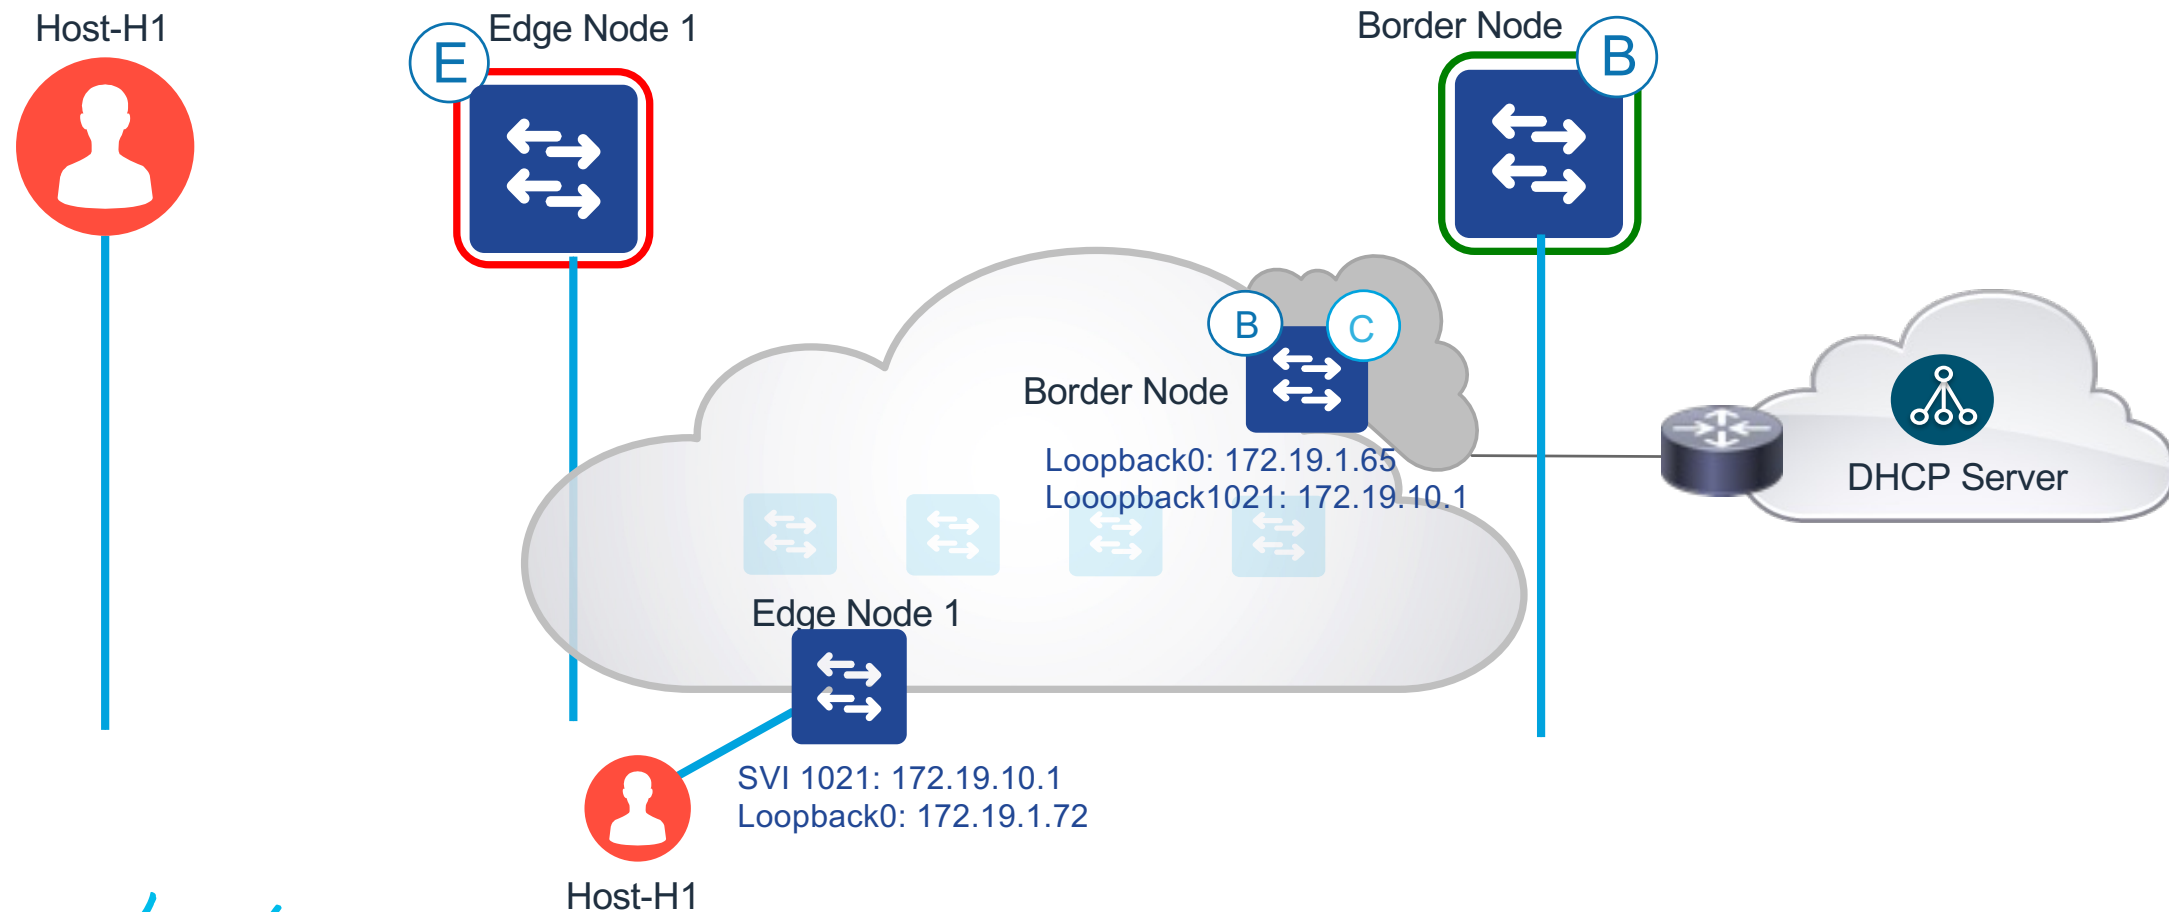 Host-H1
E
Edge Node 1
Border Node
B
B
C
Border Node
Loopback0: 172.19.1.65
Looopback1021: 172.19.10.1
DHCP Server
Edge Node 1
SVI 1021: 172.19.10.1
Loopback0: 172.19.1.72
Host-H1